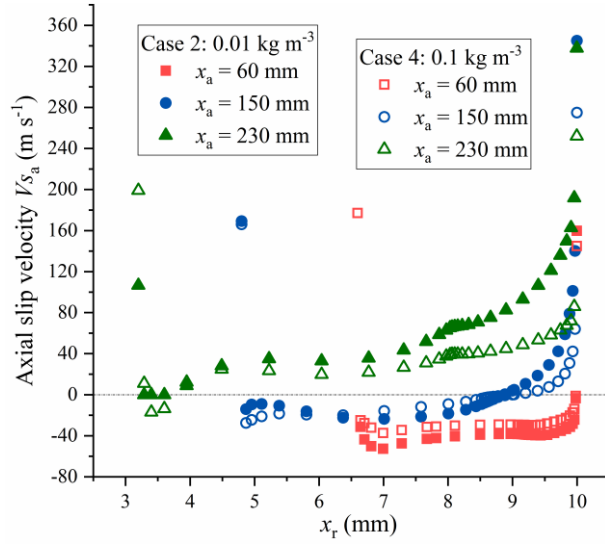 Axial slip velocity Vsₐ (m s⁻¹)
360
320
280
240
200
160
120
80
40
0
-40
-80
Case 2: 0.01 kg m⁻³
xₐ = 60 mm
xₐ = 150 mm
xₐ = 230 mm
Case 4: 0.1 kg m⁻³
xₐ = 60 mm
xₐ = 150 mm
xₐ = 230 mm
3 4 5 6 7 8 9 10
xᵣ (mm)